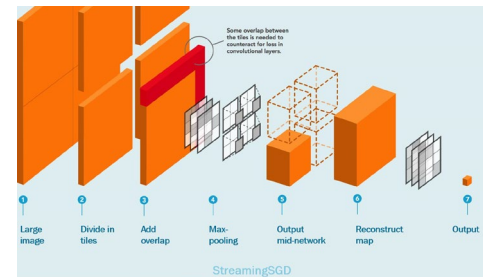 Some overlap between
the tiles is needed to
counteract for loss in
convolutional layers.
1
2
3
4
5
6
7
Large
image
Divide in
tiles
Add
overlap
Max-
pooling
Output
mid-network
Reconstruct
map
Output
StreamingSGD